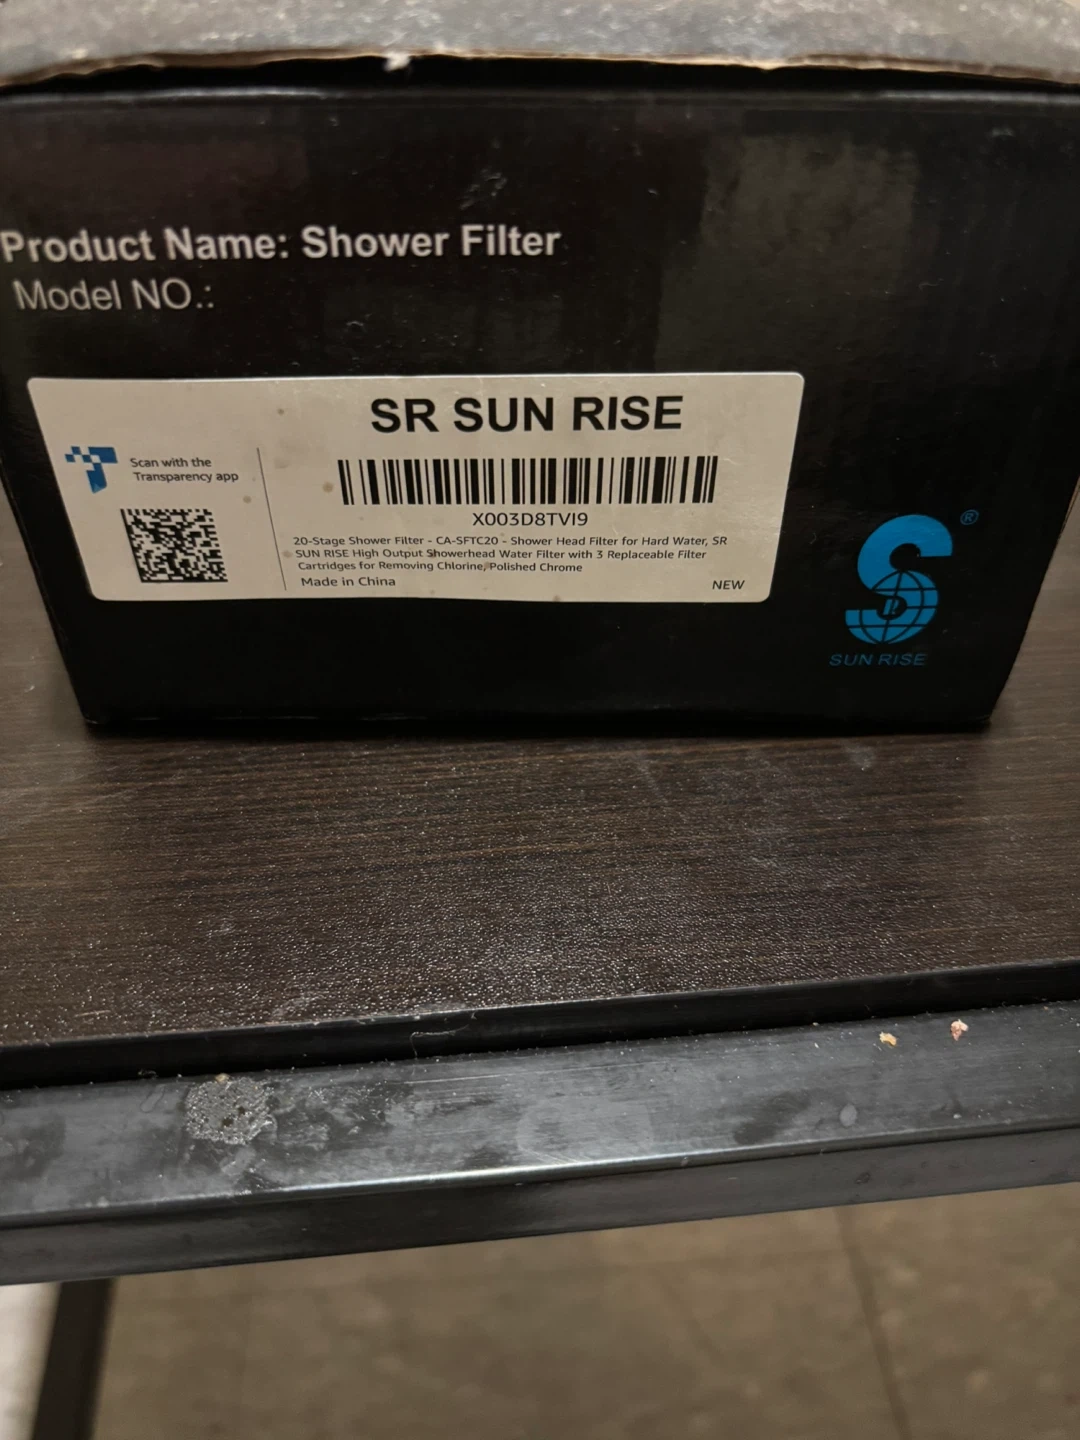 Product Name: Shower Filter
Model NO.:
SR SUN RISE
Scan with the
Transparency app
X003D8TVI9
20-Stage Shower Filter - CA-SFTC20 - Shower Head Filter for Hard Water, SR
SUN RISE High Output Showerhead Water Filter with 3 Replaceable Filter
Cartridges for Removing Chlorine, Polished Chrome
Made in China
NEW
®
SUN RISE